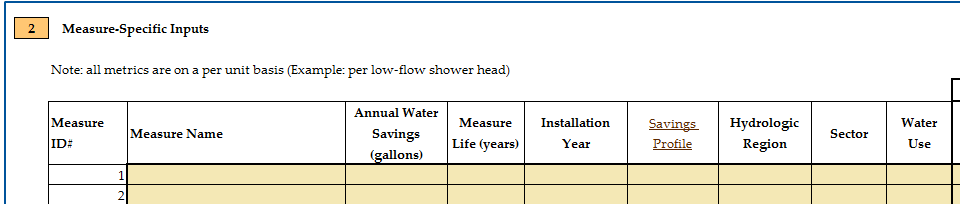 2 Measure-Specific Inputs
Note: all metrics are on a per unit basis (Example: per low-flow shower head)
Measure ID# Measure Name Annual Water Savings (gallons) Measure Life (years) Installation Year Savings Profile Hydrologic Region Sector Water Use
1
2